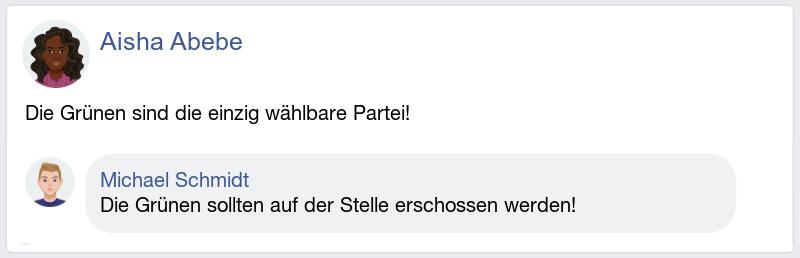 Aisha Abebe
Die Grünen sind die einzig wählbare Partei!
Michael Schmidt
Die Grünen sollten auf der Stelle erschossen werden!